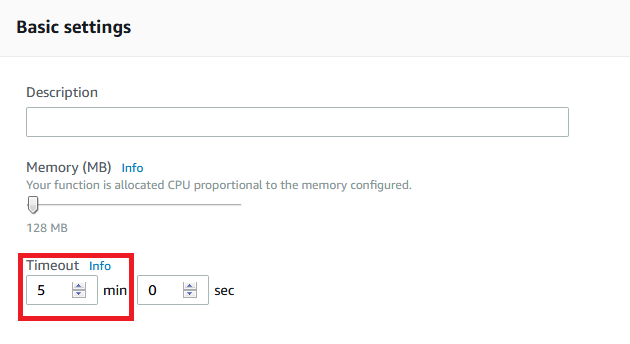 Basic settings
Description
Memory (MB) Info
Your function is allocated CPU proportional to the memory configured.
128 MB
Timeout Info
5 min 0 sec